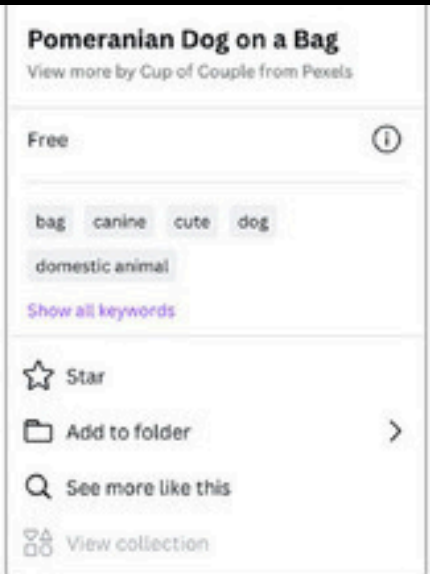 Pomeranian Dog on a Bag
View more by Cup of Couple from Pexels
Free
bag canine cute dog
domestic animal
Show all keywords
Star
Add to folder
See more like this
View collection